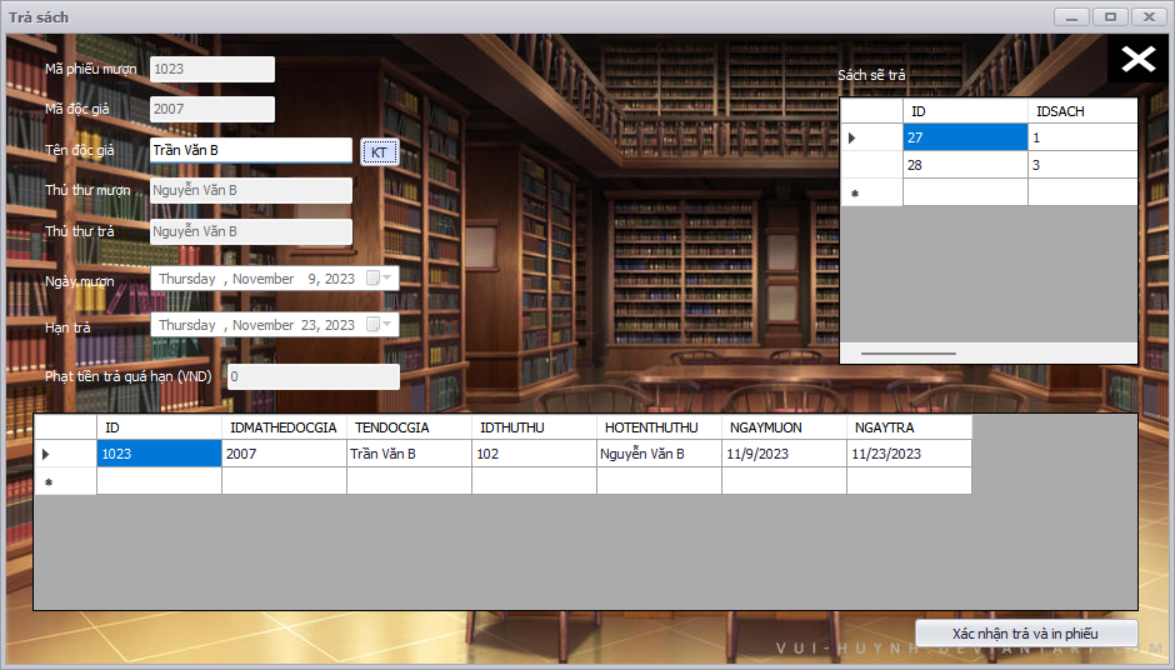 Trả sách
Mã phiếu mượn 1023
Sách sẽ trả
Mã độc giả 2007
ID IDSACH
27 1
28 3
Tên độc giả Trần Văn B KT
Thủ thư mượn Nguyễn Văn B
Thủ thư trả Nguyễn Văn B
Ngày mượn Thursday , November 9, 2023
Hạn trả Thursday , November 23, 2023
Phạt tiền trả quá hạn (VND) 0
ID IDMATHEDOCGIA TENDOCGIA IDTHUTHU HOTENTHUTHU NGAYMUON NGAYTRA
1023 2007 Trần Văn B 102 Nguyễn Văn B 11/9/2023 11/23/2023
Xác nhận trả và in phiếu
VUI-HUYNH.DEVIANTART.COM